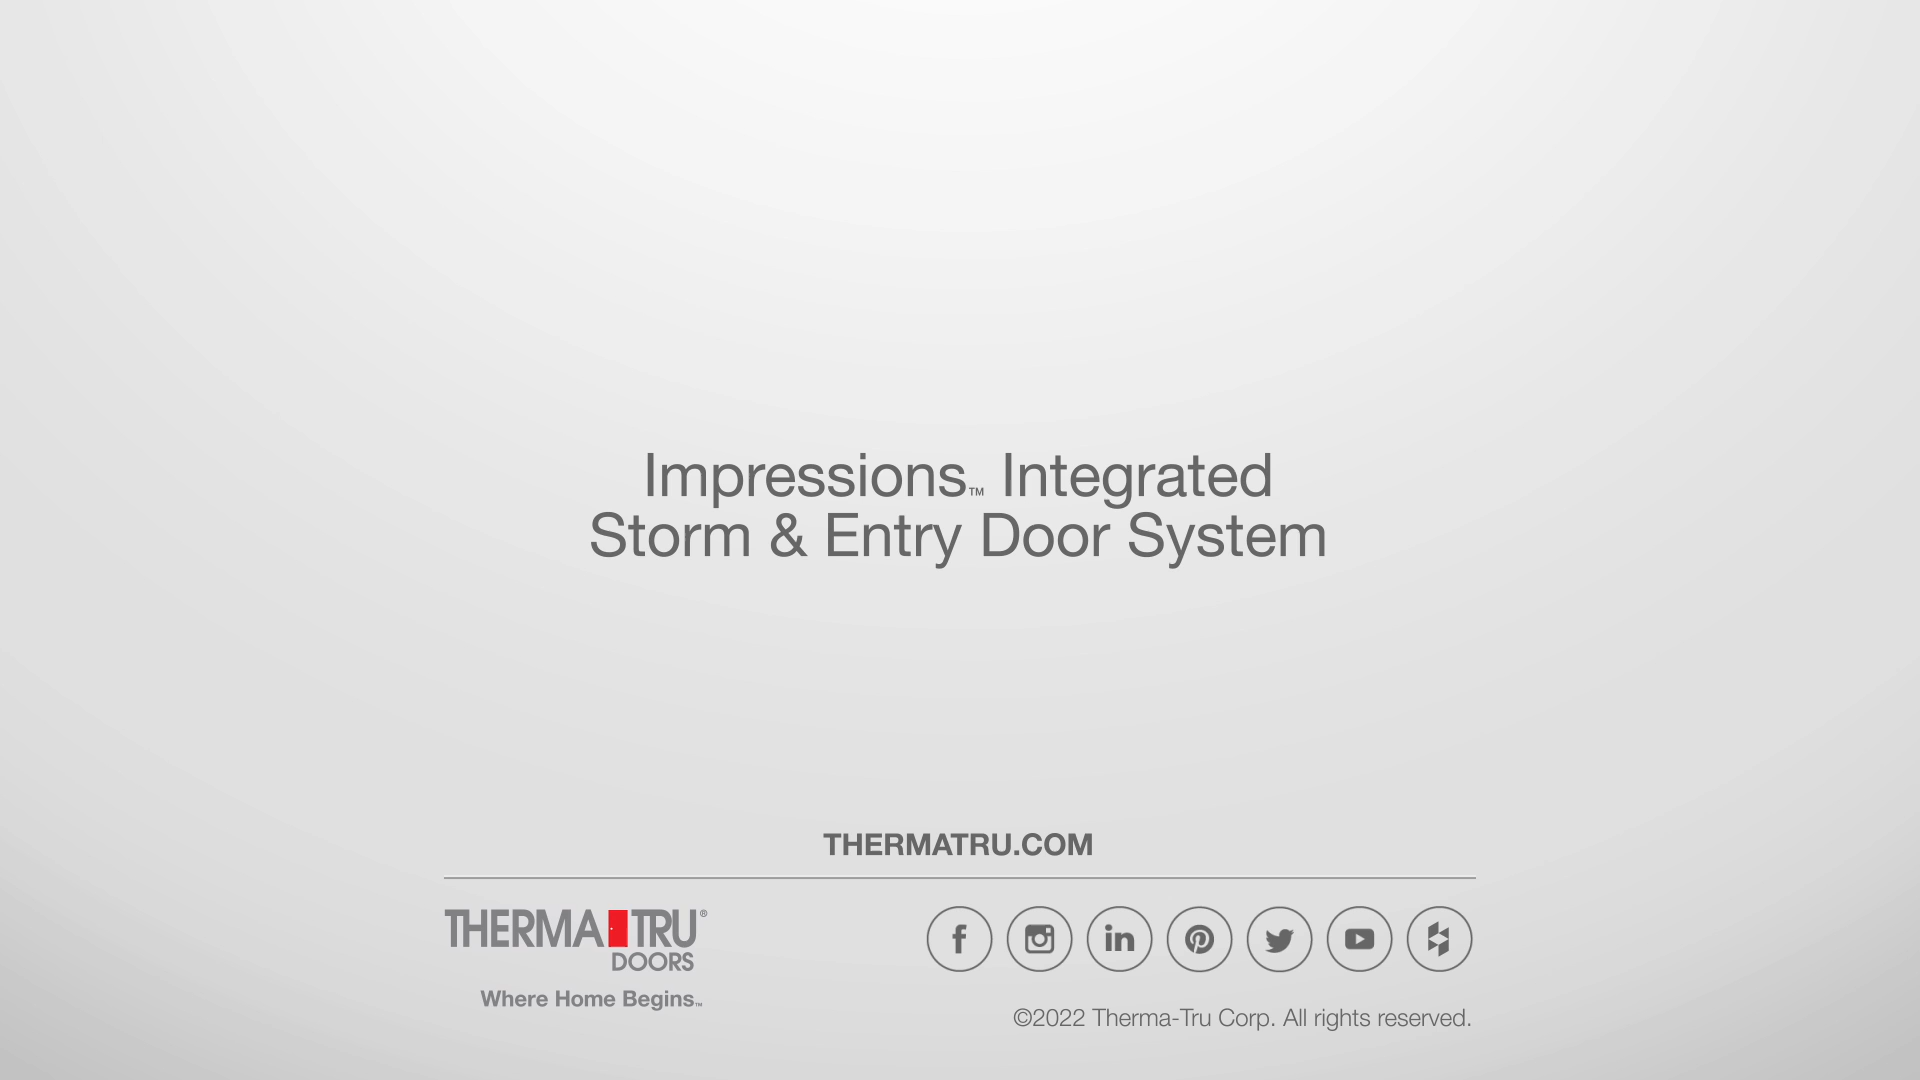 Impressions™ Integrated
Storm & Entry Door System
THERMATRU.COM
THERMA TRU®
DOORS
Where Home Begins™
©2022 Therma-Tru Corp. All rights reserved.